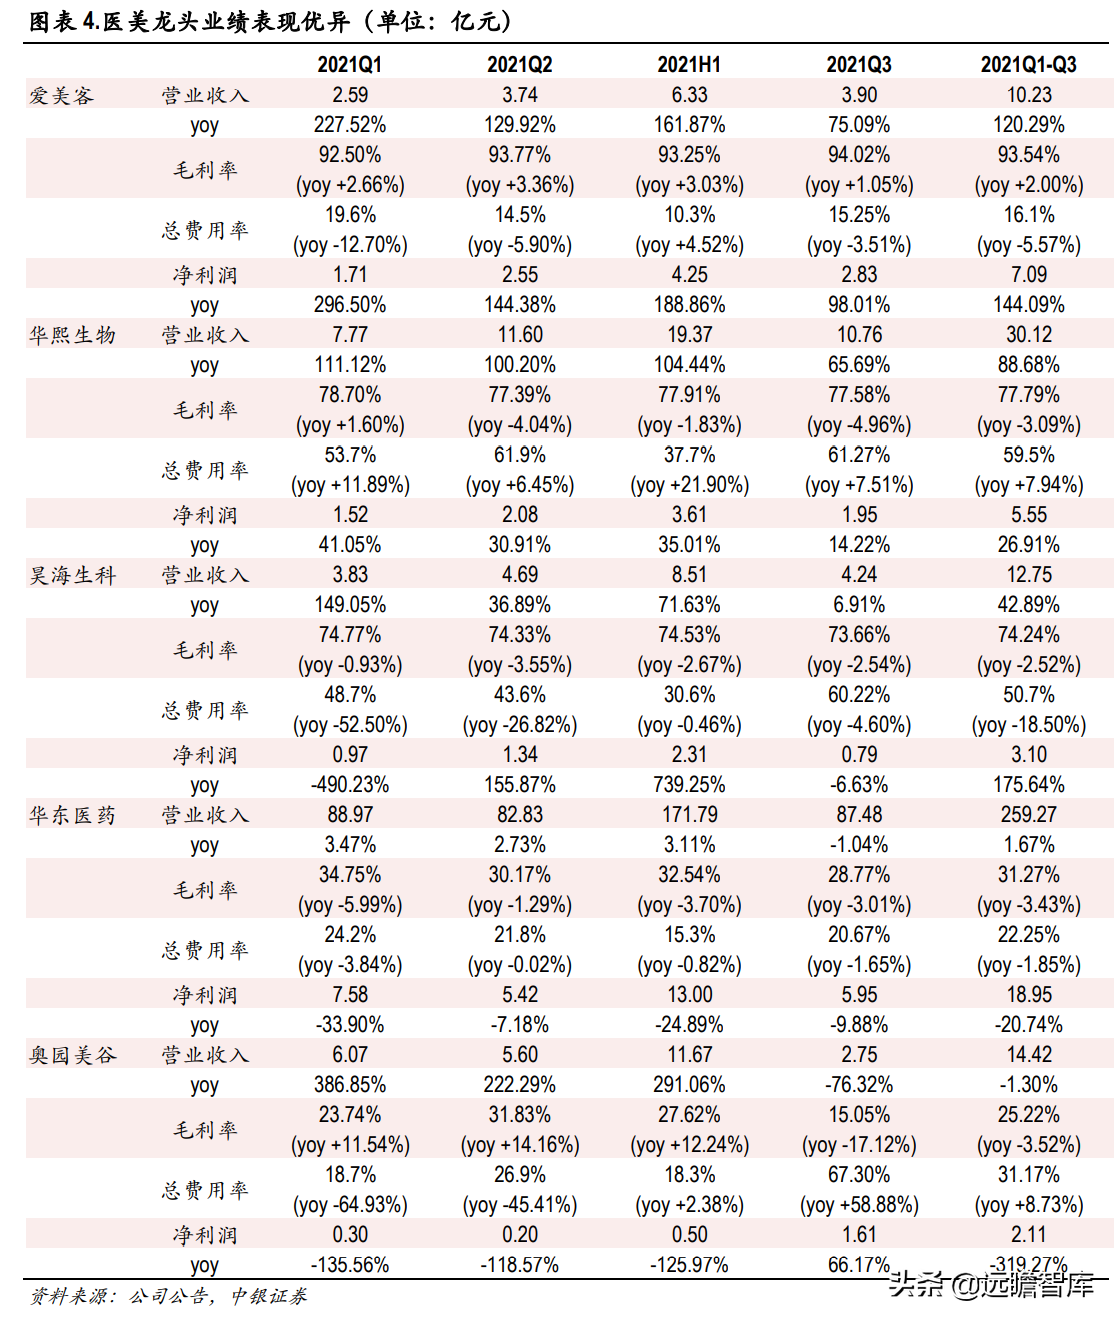 图表 4.医美龙头业绩表现优异（单位：亿元）
2021Q1 2021Q2 2021H1 2021Q3 2021Q1-Q3
爱美客 营业收入 2.59 3.74 6.33 3.90 10.23
yoy 227.52% 129.92% 161.87% 75.09% 120.29%
毛利率 92.50% 93.77% 93.25% 94.02% 93.54%
(yoy +2.66%) (yoy +3.36%) (yoy +3.03%) (yoy +1.05%) (yoy +2.00%)
总费用率 19.6% 14.5% 10.3% 15.25% 16.1%
(yoy -12.70%) (yoy -5.90%) (yoy +4.52%) (yoy -3.51%) (yoy -5.57%)
净利润 1.71 2.55 4.25 2.83 7.09
yoy 296.50% 144.38% 188.86% 98.01% 144.09%
华熙生物 营业收入 7.77 11.60 19.37 10.76 30.12
yoy 111.12% 100.20% 104.44% 65.69% 88.68%
毛利率 78.70% 77.39% 77.91% 77.58% 77.79%
(yoy +1.60%) (yoy -4.04%) (yoy -1.83%) (yoy -4.96%) (yoy -3.09%)
总费用率 53.7% 61.9% 37.7% 61.27% 59.5%
(yoy +11.89%) (yoy +6.45%) (yoy +21.90%) (yoy +7.51%) (yoy +7.94%)
净利润 1.52 2.08 3.61 1.95 5.55
yoy 41.05% 30.91% 35.01% 14.22% 26.91%
昊海生科 营业收入 3.83 4.69 8.51 4.24 12.75
yoy 149.05% 36.89% 71.63% 6.91% 42.89%
毛利率 74.77% 74.33% 74.53% 73.66% 74.24%
(yoy -0.93%) (yoy -3.55%) (yoy -2.67%) (yoy -2.54%) (yoy -2.52%)
总费用率 48.7% 43.6% 30.6% 60.22% 50.7%
(yoy -52.50%) (yoy -26.82%) (yoy -0.46%) (yoy -4.60%) (yoy -18.50%)
净利润 0.97 1.34 2.31 0.79 3.10
yoy -490.23% 155.87% 739.25% -6.63% 175.64%
华东医药 营业收入 88.97 82.83 171.79 87.48 259.27
yoy 3.47% 2.73% 3.11% -1.04% 1.67%
毛利率 34.75% 30.17% 32.54% 28.77% 31.27%
(yoy -5.99%) (yoy -1.29%) (yoy -3.70%) (yoy -3.01%) (yoy -3.43%)
总费用率 24.2% 21.8% 15.3% 20.67% 22.25%
(yoy -3.84%) (yoy -0.02%) (yoy -0.82%) (yoy -1.65%) (yoy -1.85%)
净利润 7.58 5.42 13.00 5.95 18.95
yoy -33.90% -7.18% -24.89% -9.88% -20.74%
奥园美谷 营业收入 6.07 5.60 11.67 2.75 14.42
yoy 386.85% 222.29% 291.06% -76.32% -1.30%
毛利率 23.74% 31.83% 27.62% 15.05% 25.22%
(yoy +11.54%) (yoy +14.16%) (yoy +12.24%) (yoy -17.12%) (yoy -3.52%)
总费用率 18.7% 26.9% 18.3% 67.30% 31.17%
(yoy -64.93%) (yoy -45.41%) (yoy +2.38%) (yoy +58.88%) (yoy +8.73%)
净利润 0.30 0.20 0.50 1.61 2.11
yoy -135.56% -118.57% -125.97% 66.17% -319.27%
资料来源：公司公告，中银证券
头条 @远瞻智库